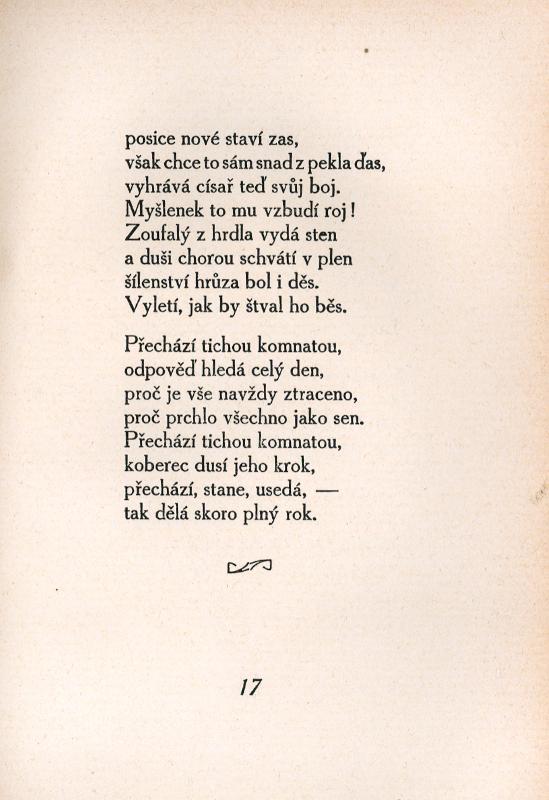 posice nové staví zas,
však chce to sám snad z pekla ďas,
vyhrává císař teď svůj boj.
Myšlenek to mu vzbudí roj!
Zoufalý z hrdla vydá sten
a duši chorou schvátí v plen
šílenství hrůza bol i děs.
Vyletí, jak by štval ho běs.
Přechází tichou komnatou,
odpověď hledá celý den,
proč je vše navždy ztraceno,
proč prchlo všechno jako sen.
Přechází tichou komnatou,
koberec dusí jeho krok,
přechází, stane, usedá, —
tak dělá skoro plný rok.
17